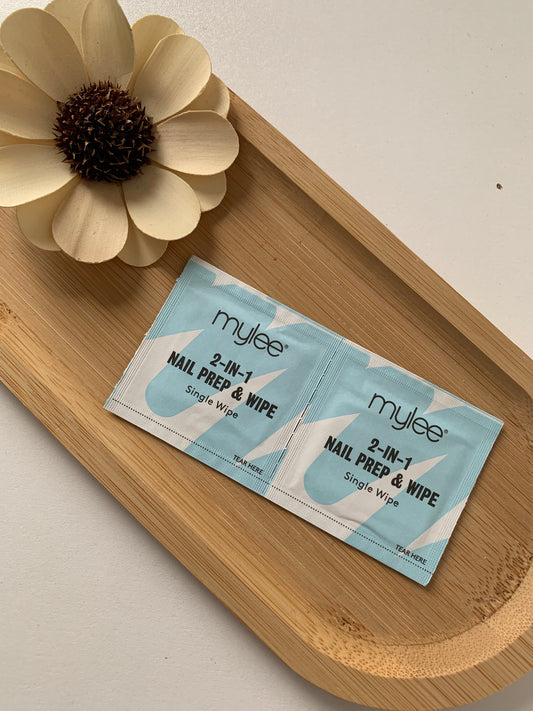 mylee®
2-IN-1
NAIL PREP & WIPE
Single Wipe
TEAR HERE
mylee®
2-IN-1
NAIL PREP & WIPE
Single Wipe
TEAR HERE